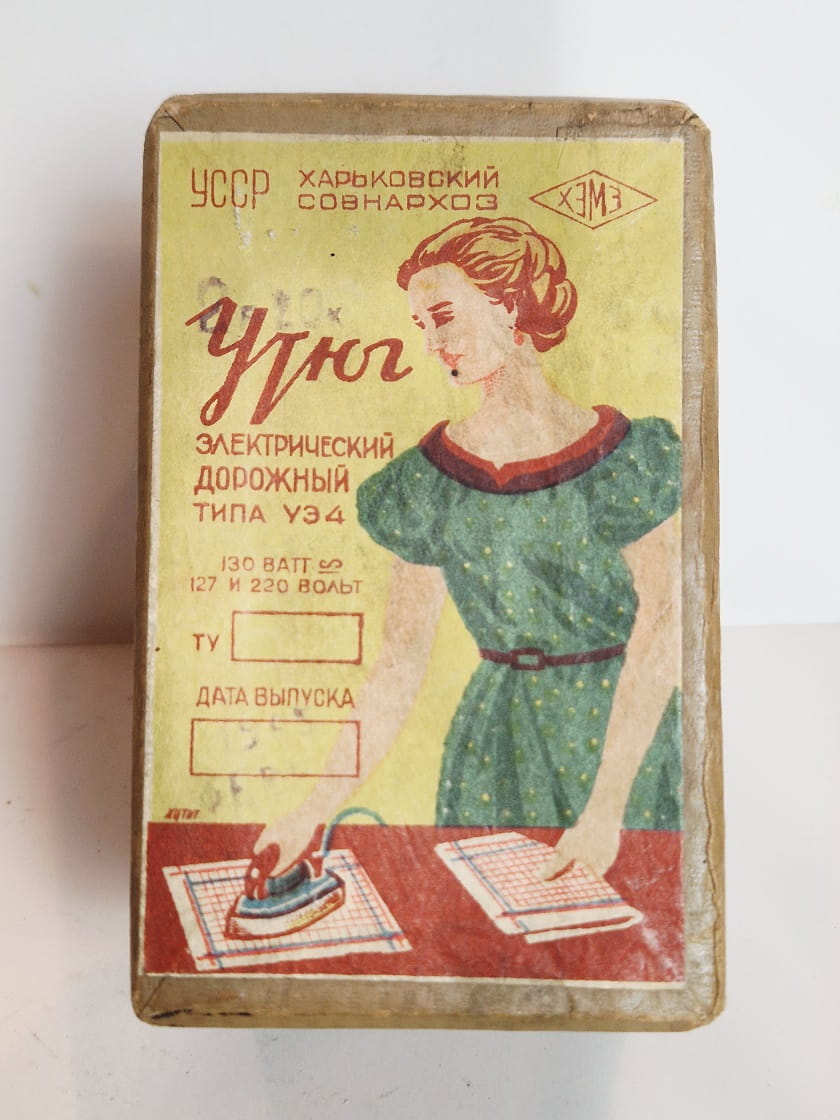 УССР ХАРЬКОВСКИЙ
СОВНАРХОЗ
ХЭМЗ
Утюг
ЭЛЕКТРИЧЕСКИЙ
ДОРОЖНЫЙ
ТИПА УЭ4
130 ВАТТ ≂
127 И 220 ВОЛЬТ
ТУ
ДАТА ВЫПУСКА